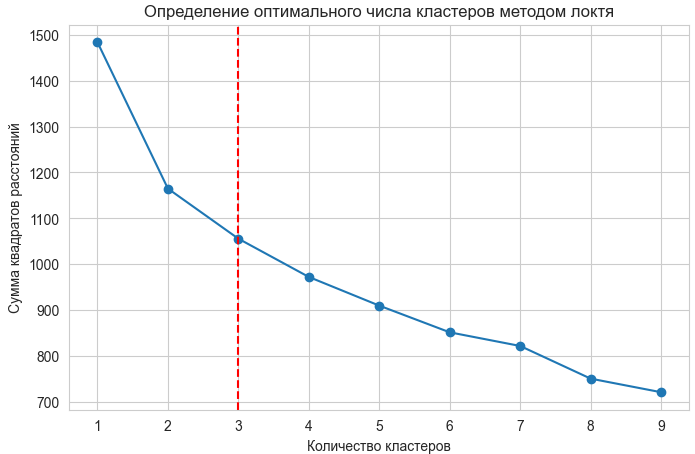 Определение оптимального числа кластеров методом локтя
Сумма квадратов расстояний
1500
1400
1300
1200
1100
1000
900
800
700
1 2 3 4 5 6 7 8 9
Количество кластеров